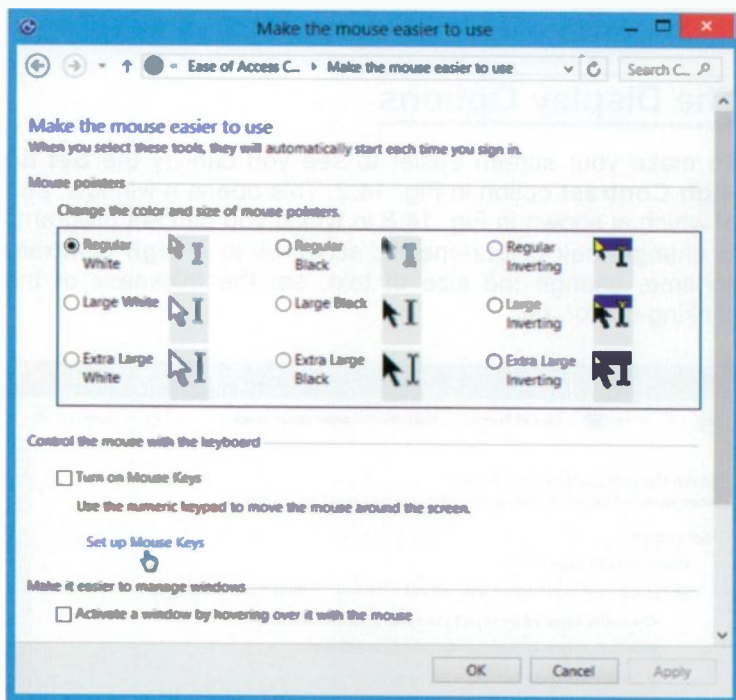 Make the mouse easier to use
Ease of Access C... Make the mouse easier to use Search C...
Make the mouse easier to use
When you select these tools, they will automatically start each time you sign in.
Mouse pointers
Change the color and size of mouse pointers.
Regular
Regular Black
Regular Inverting
Large White
Large Black
Large Inverting
Extra Large White
Extra Large Black
Extra Large Inverting
Control the mouse with the keyboard
Turn on Mouse Keys
Use the numeric keypad to move the mouse around the screen.
Set up Mouse Keys
Make it easier to manage windows
Activate a window by hovering over it with the mouse
OK Cancel Apply